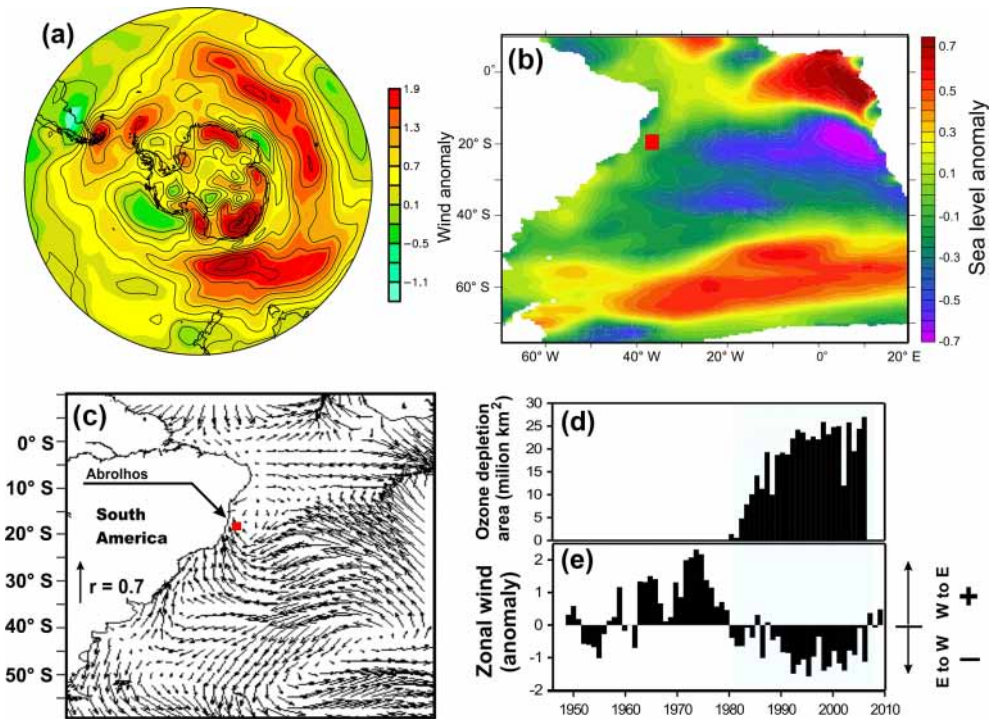 (a)
1.9
1.3
0.7
0.1
−0.5
−1.1
Wind anomaly
(b)
0°
20° S
40° S
60° S
60° W
40° W
20° W
0°
20° E
0.7
0.5
0.3
0.1
-0.1
-0.3
-0.5
-0.7
Sea level anomaly
(c)
0° S
10° S
20° S
30° S
40° S
50° S
Abrolhos
South
America
r = 0.7
(d)
Ozone depletion
area (milion km²)
30
25
20
15
10
5
0
(e)
Zonal wind
(anomaly)
2
1
0
-1
-2
1950
1960
1970
1980
1990
2000
2010
W to E
+
E to W
−